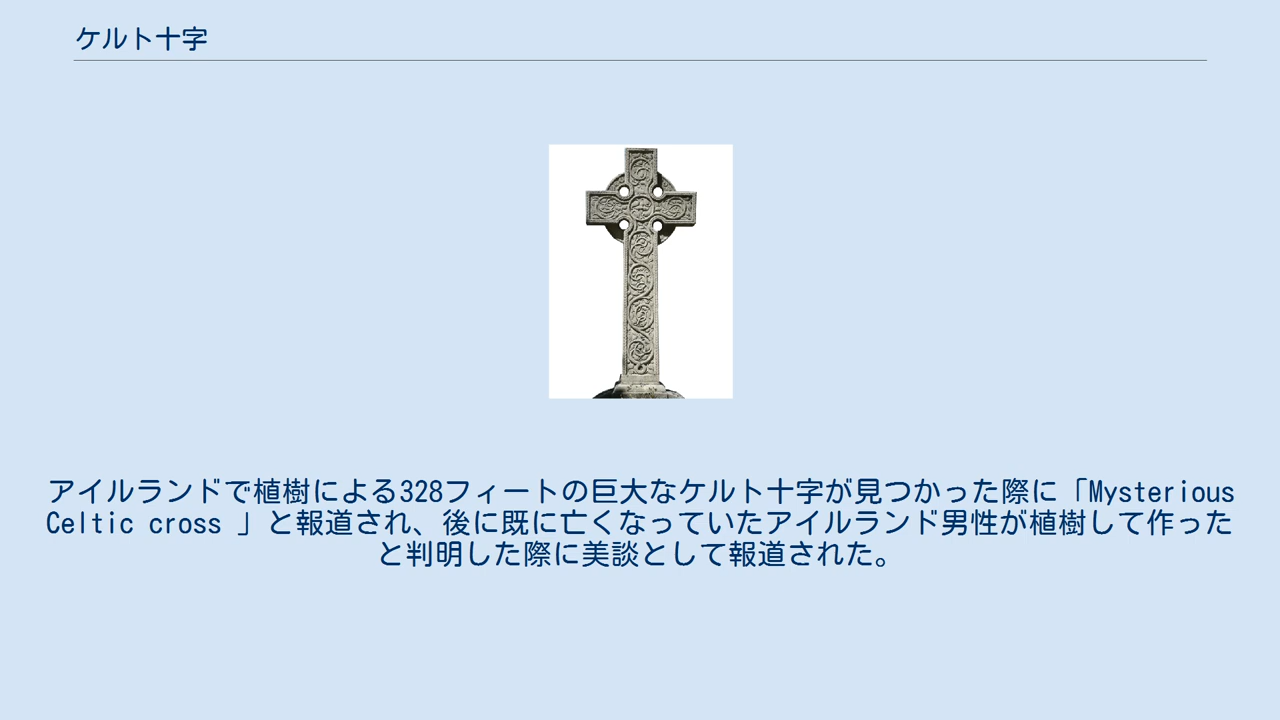 ケルト十字
アイルランドで植樹による328フィートの巨大なケルト十字が見つかった際に「Mysterious
Celtic cross 」と報道され、後に既に亡くなっていたアイルランド男性が植樹して作った
と判明した際に美談として報道された。